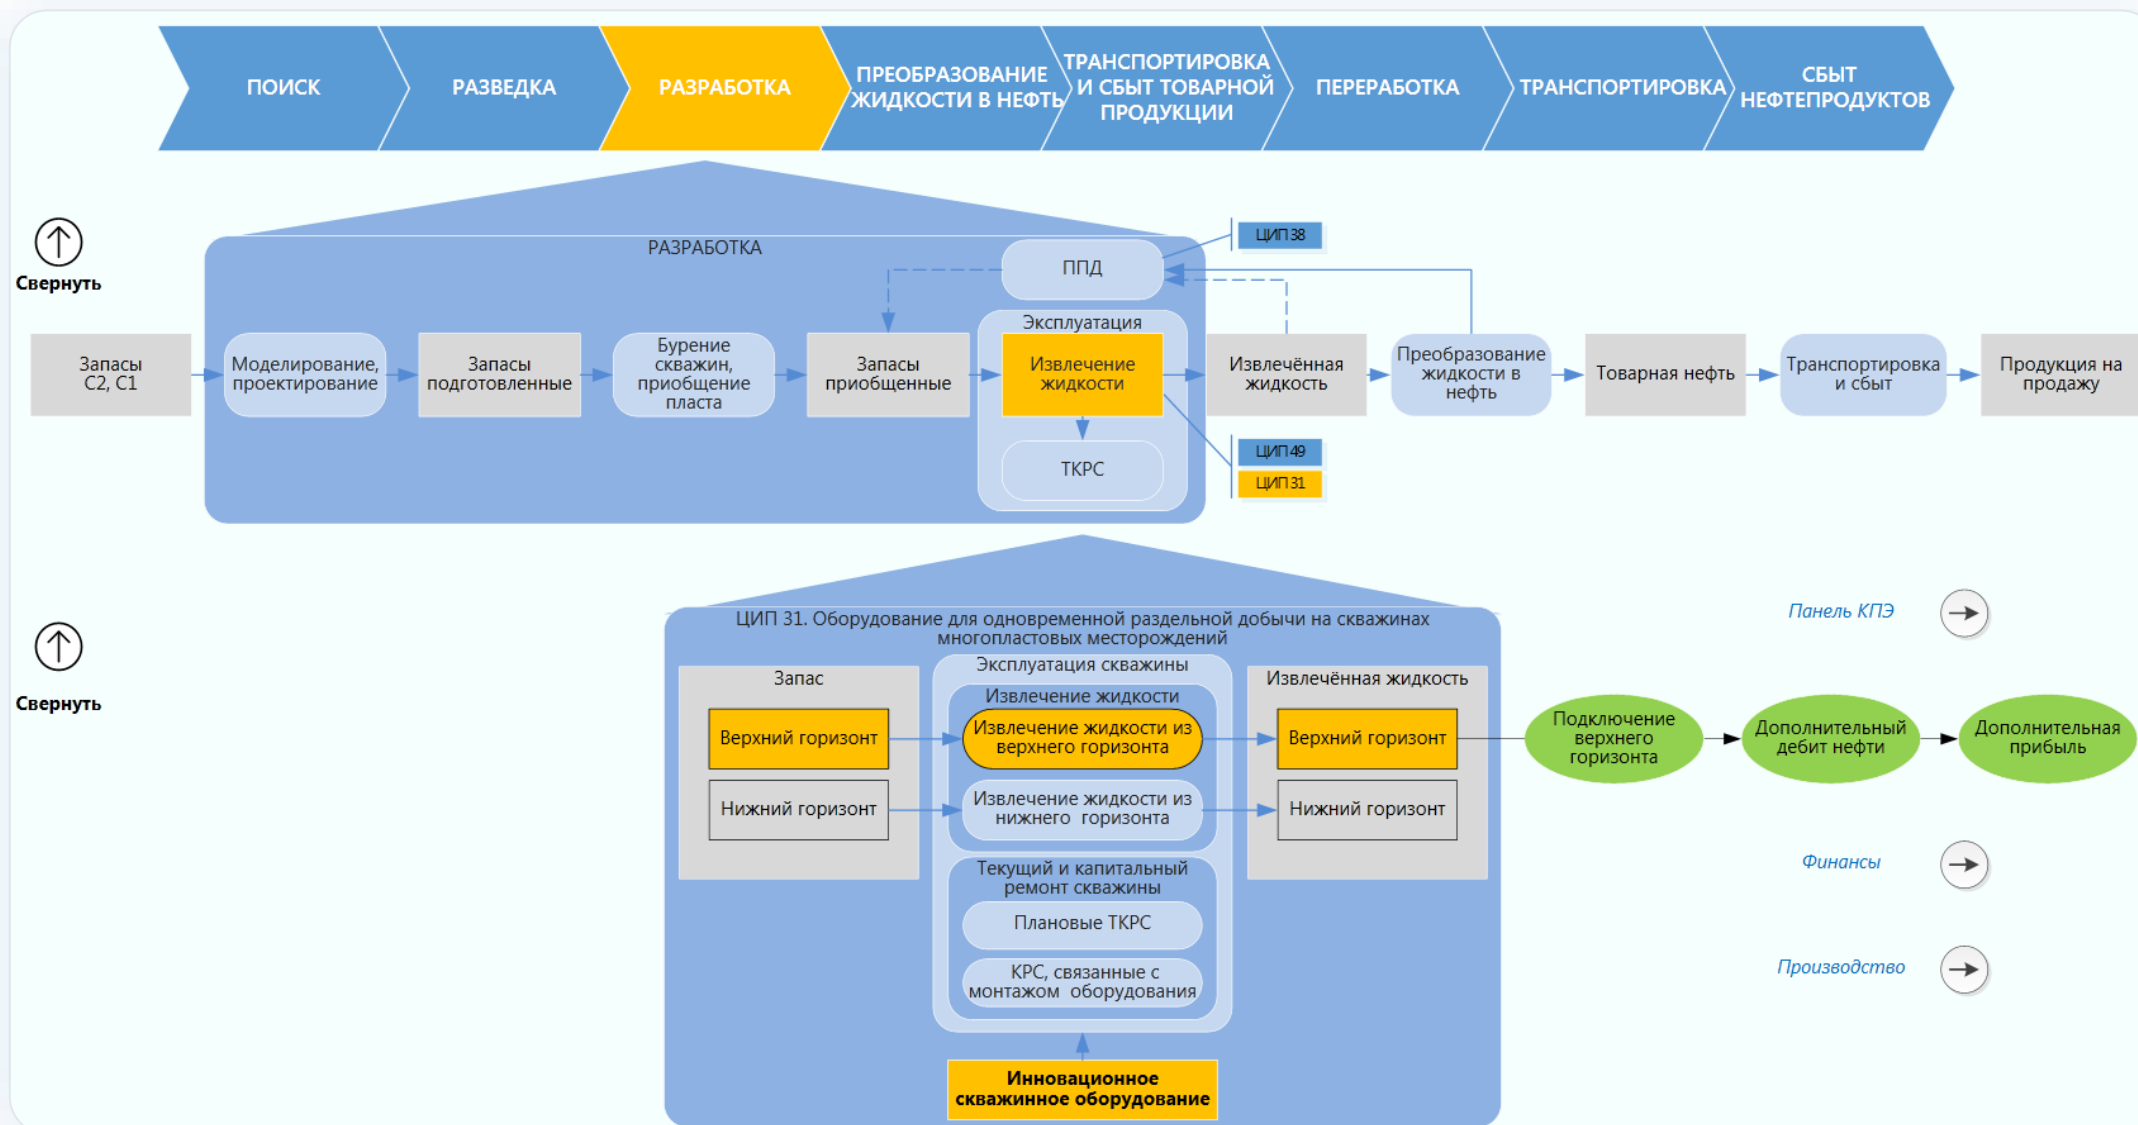 ПОИСК
РАЗВЕДКА
РАЗРАБОТКА
ПРЕОБРАЗОВАНИЕ
ЖИДКОСТИ В НЕФТЬ
ТРАНСПОРТИРОВКА
И СБЫТ ТОВАРНОЙ
ПРОДУКЦИИ
ПЕРЕРАБОТКА
ТРАНСПОРТИРОВКА
СБЫТ
НЕФТЕПРОДУКТОВ
Свернуть
РАЗРАБОТКА
ППД
ЦИП 38
Запасы
С2, С1
Моделирование,
проектирование
Запасы
подготовленные
Бурение
скважин,
приобщение
пласта
Запасы
приобщенные
Эксплуатация
Извлечение
жидкости
ТКРС
Извлечённая
жидкость
Преобразование
жидкости в
нефть
Товарная нефть
Транспортировка
и сбыт
Продукция на
продажу
ЦИП 49
ЦИП 31
Свернуть
ЦИП 31. Оборудование для одновременной раздельной добычи на скважинах
многопластовых месторождений
Запас
Верхний горизонт
Нижний горизонт
Эксплуатация скважины
Извлечение жидкости
Извлечение жидкости из
верхнего горизонта
Извлечение жидкости из
нижнего горизонта
Текущий и капитальный
ремонт скважины
Плановые ТКРС
КРС, связанные с
монтажом оборудования
Извлечённая жидкость
Верхний горизонт
Нижний горизонт
Инновационное
скважинное оборудование
Подключение
верхнего
горизонта
Дополнительный
дебит нефти
Дополнительная
прибыль
Панель КПЭ
Финансы
Производство